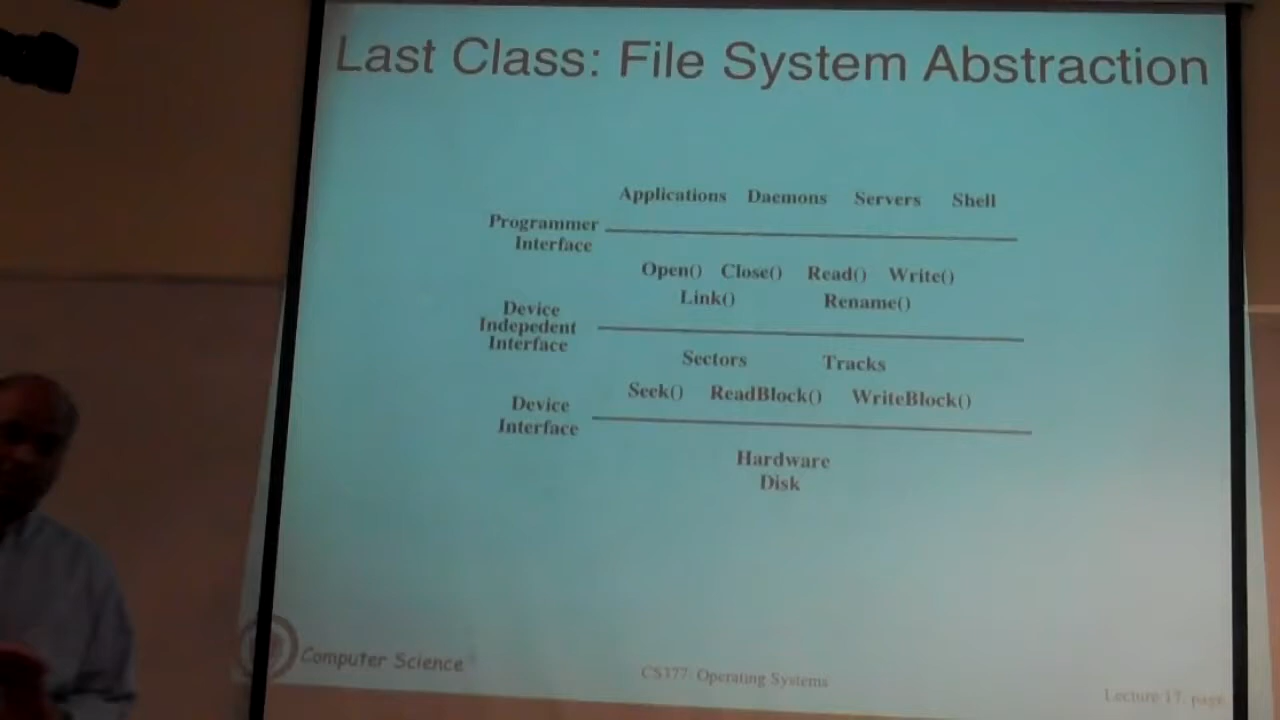 Last Class: File System Abstraction
Applications Daemons Servers Shell
Programmer
Interface
Open() Close() Read() Write()
Link() Rename()
Device
Indepedent
Interface
Sectors Tracks
Seek() ReadBlock() WriteBlock()
Device
Interface
Hardware
Disk
Computer Science
CS377: Operating Systems
Lecture 17, page